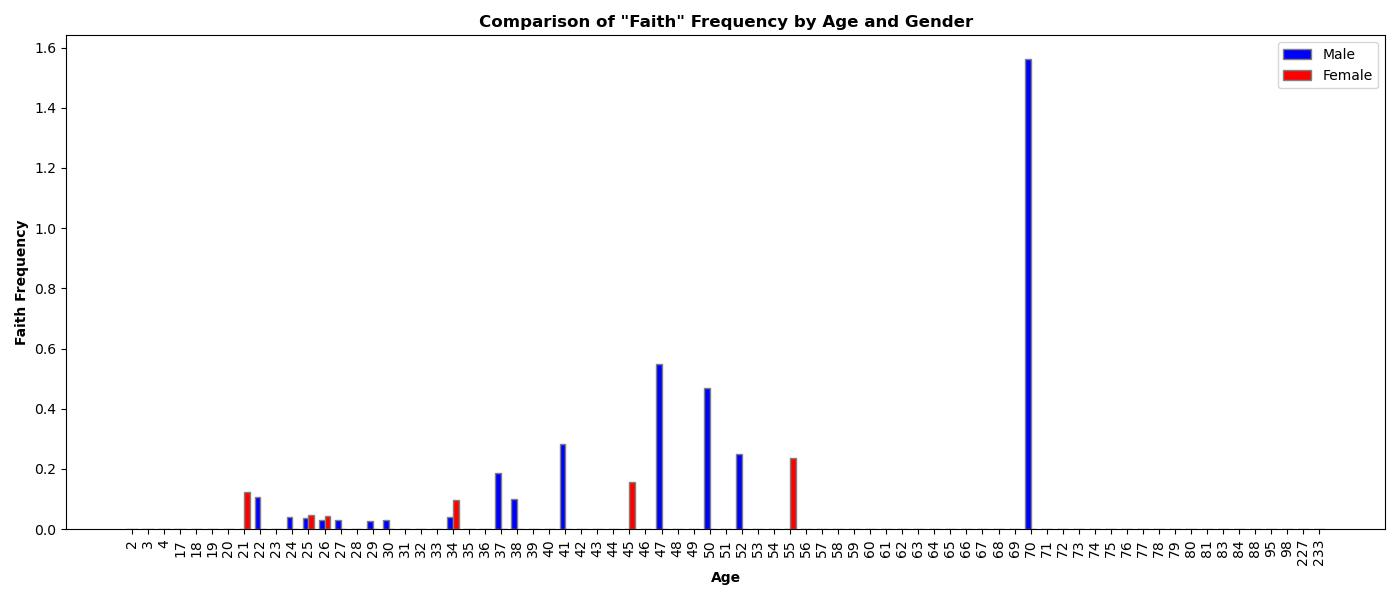 Comparison of "Faith" Frequency by Age and Gender
Male
Female
Faith Frequency
1.6
1.4
1.2
1.0
0.8
0.6
0.4
0.2
0.0
2 3 4 17 18 19 20 21 22 23 24 25 26 27 28 29 30 31 32 33 34 35 36 37 38 39 40 41 42 43 44 45 46 47 48 49 50 51 52 53 54 55 56 57 58 59 60 61 62 63 64 65 66 67 68 69 70 71 72 73 74 75 76 77 78 79 80 81 83 84 88 95 98 227 233
Age